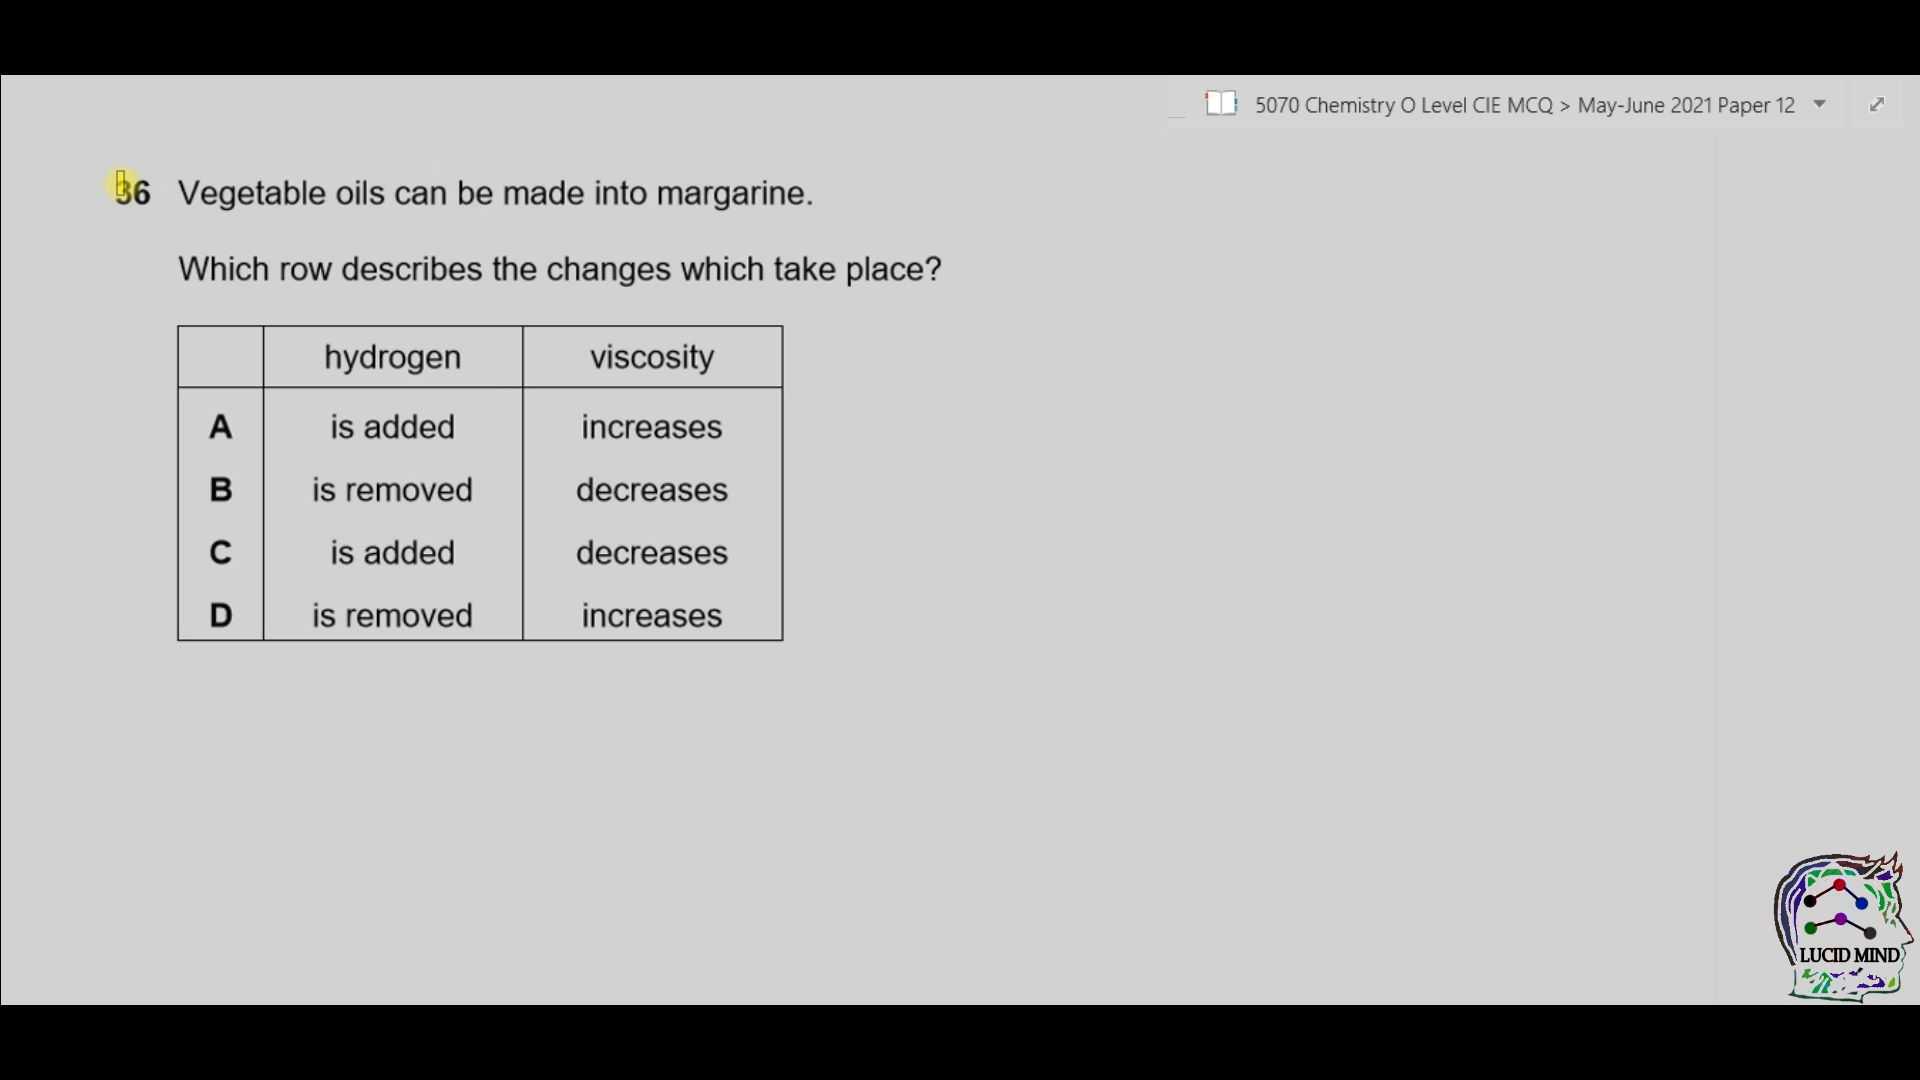 5070 Chemistry O Level CIE MCQ > May-June 2021 Paper 12
36 Vegetable oils can be made into margarine.
Which row describes the changes which take place?
hydrogen viscosity
A is added increases
B is removed decreases
C is added decreases
D is removed increases
LUCID MIND